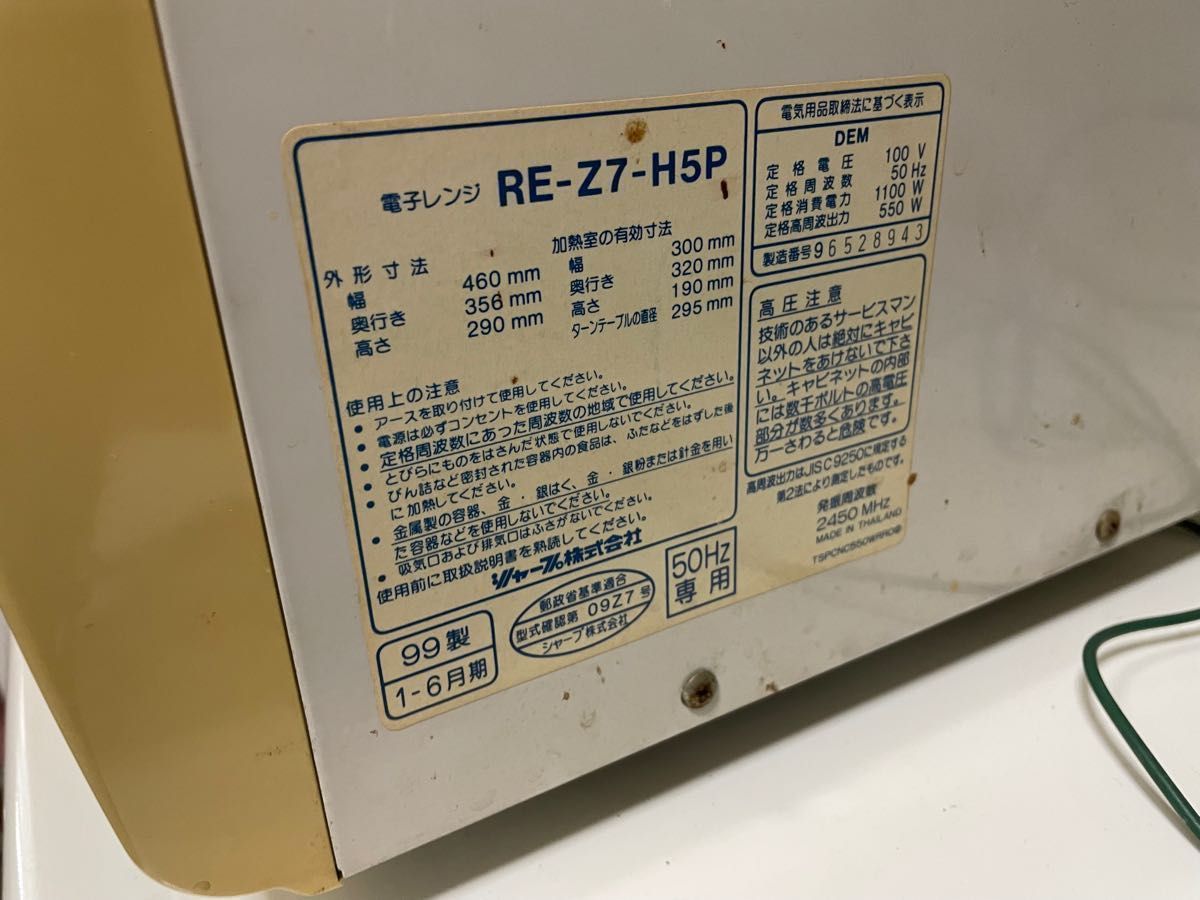 電子レンジ RE-Z7-H5P
外形寸法
幅 460 mm
奥行き 356 mm
高さ 290 mm
加熱室の有効寸法
幅 300 mm
奥行き 320 mm
高さ 190 mm
ターンテーブルの直径 295 mm
使用上の注意
• アースを取り付けて使用してください。
• 電源は必ずコンセントを使用してください。
• 定格周波数にあった周波数の地域で使用してください。
• とびらにものをはさんだ状態で使用しないでください。
• びん詰など密封された容器内の食品は、ふたなどをはずした後
に加熱してください。
• 金属製の容器、金・銀はく、金・銀粉または針金を用い
た容器などを使用しないでください。
• 吸気口および排気口はふさがないでください。
使用前に取扱説明書を熟読してください。
シャープ株式会社
99製
1-6月期
郵政省基準適合
型式確認第 09Z7 号
シャープ株式会社
50Hz
専用
電気用品取締法に基づく表示
DEM
定格電圧 100 V
定格周波数 50 Hz
定格消費電力 1100 W
定格高周波出力 550 W
製造番号 96528943
高圧注意
技術のあるサービスマン
以外の人は絶対にキャビ
ネットをあけないで下さ
い。キャビネットの内部
には数千ボルトの高電圧
部分が数多くあります。
万一さわると危険です。
高周波出力はJIS C 9250に規定する
第2法により測定したものです。
発振周波数
2450 MHz
MADE IN THAILAND